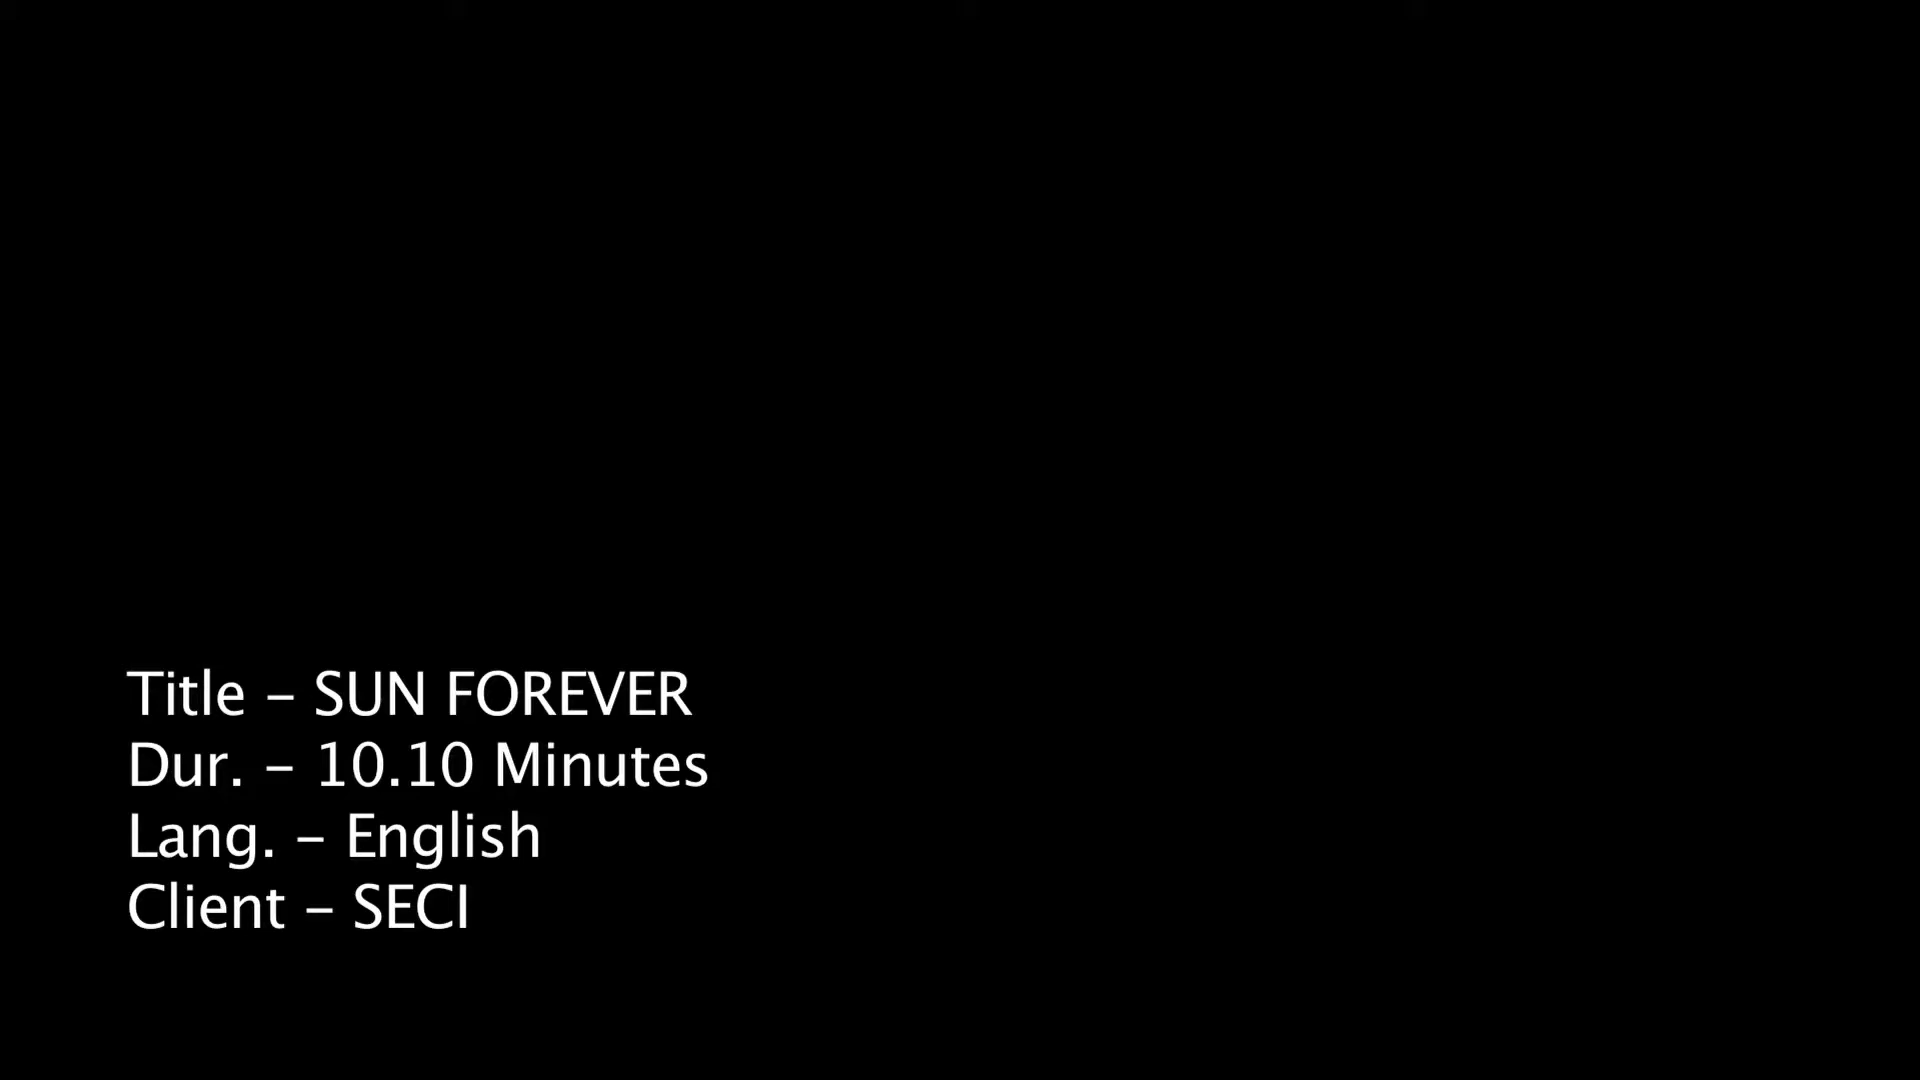 Title – SUN FOREVER
Dur. – 10.10 Minutes
Lang. – English
Client – SECI